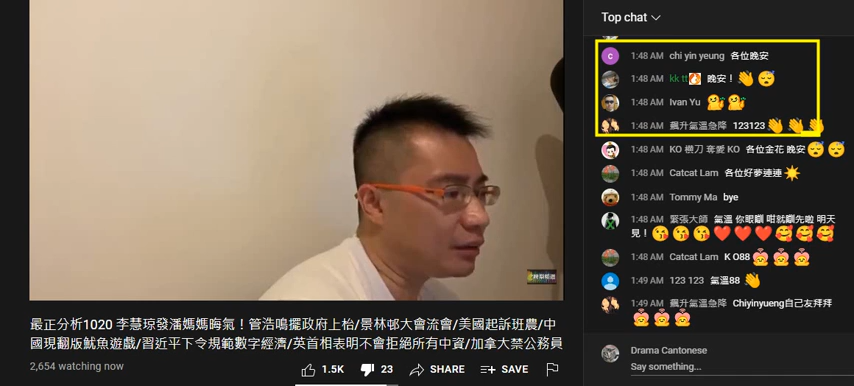 Top chat
1:48 AM chi yin yeung 各位晚安
1:48 AM kk t 晚安！
1:48 AM Ivan Yu
1:48 AM 飆升氣溫急降 123123
1:48 AM KO 橫刀 奪愛 KO 各位金花 晚安
1:48 AM Catcat Lam 各位好夢連連
1:48 AM Tommy Ma bye
1:48 AM 緊張大師 氣溫 你眼瞓 咁就瞓先啦 明天
見！
1:48 AM Catcat Lam K O88
1:49 AM 123 123 氣溫88
1:49 AM 飆升氣溫急降 Chiyinyueng自己友拜拜
Drama Cantonese
Say something...
最正分析1020 李慧琼發潘媽媽晦氣！管浩鳴擺政府上枱/景林邨大會流會/美國起訴班農/中
國現翻版魷魚遊戲/習近平下令規範數字經濟/英首相表明不會拒絕所有中資/加拿大禁公務員
2,654 watching now
1.5K
23
SHARE
SAVE